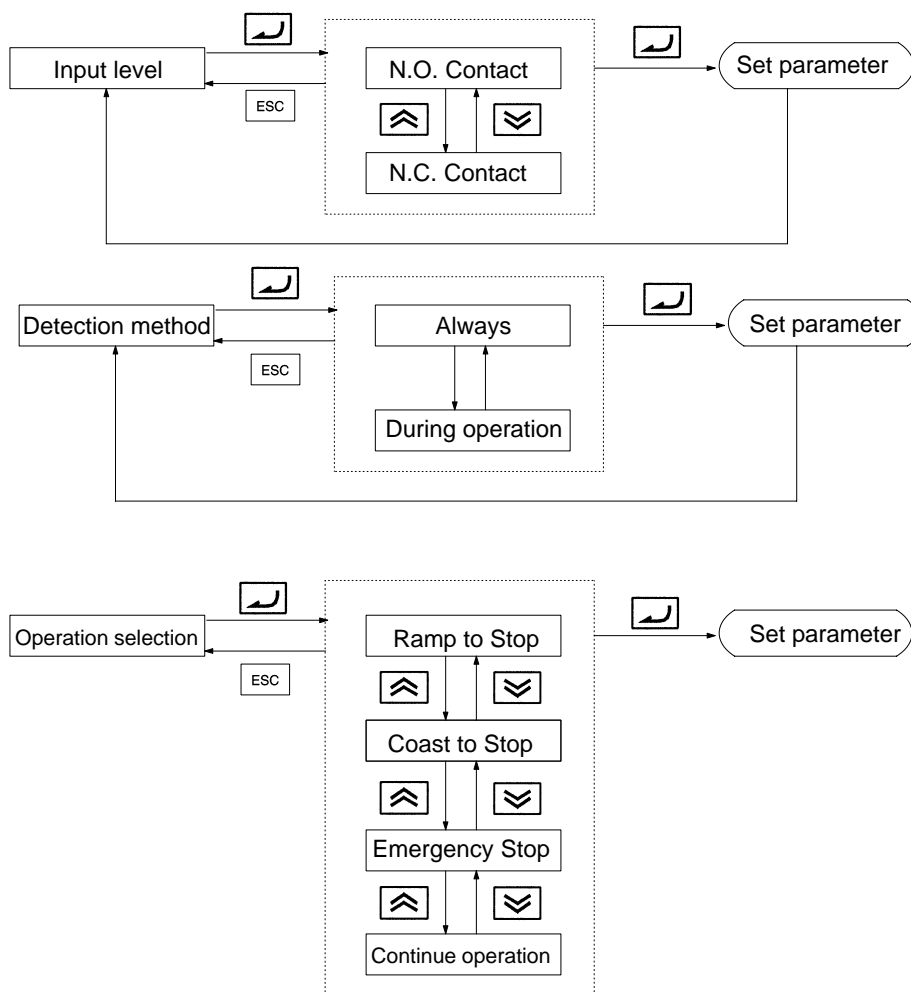 Input level
ESC
N.O. Contact
N.C. Contact
Set parameter
Detection method
ESC
Always
During operation
Set parameter
Operation selection
ESC
Ramp to Stop
Coast to Stop
Emergency Stop
Continue operation
Set parameter